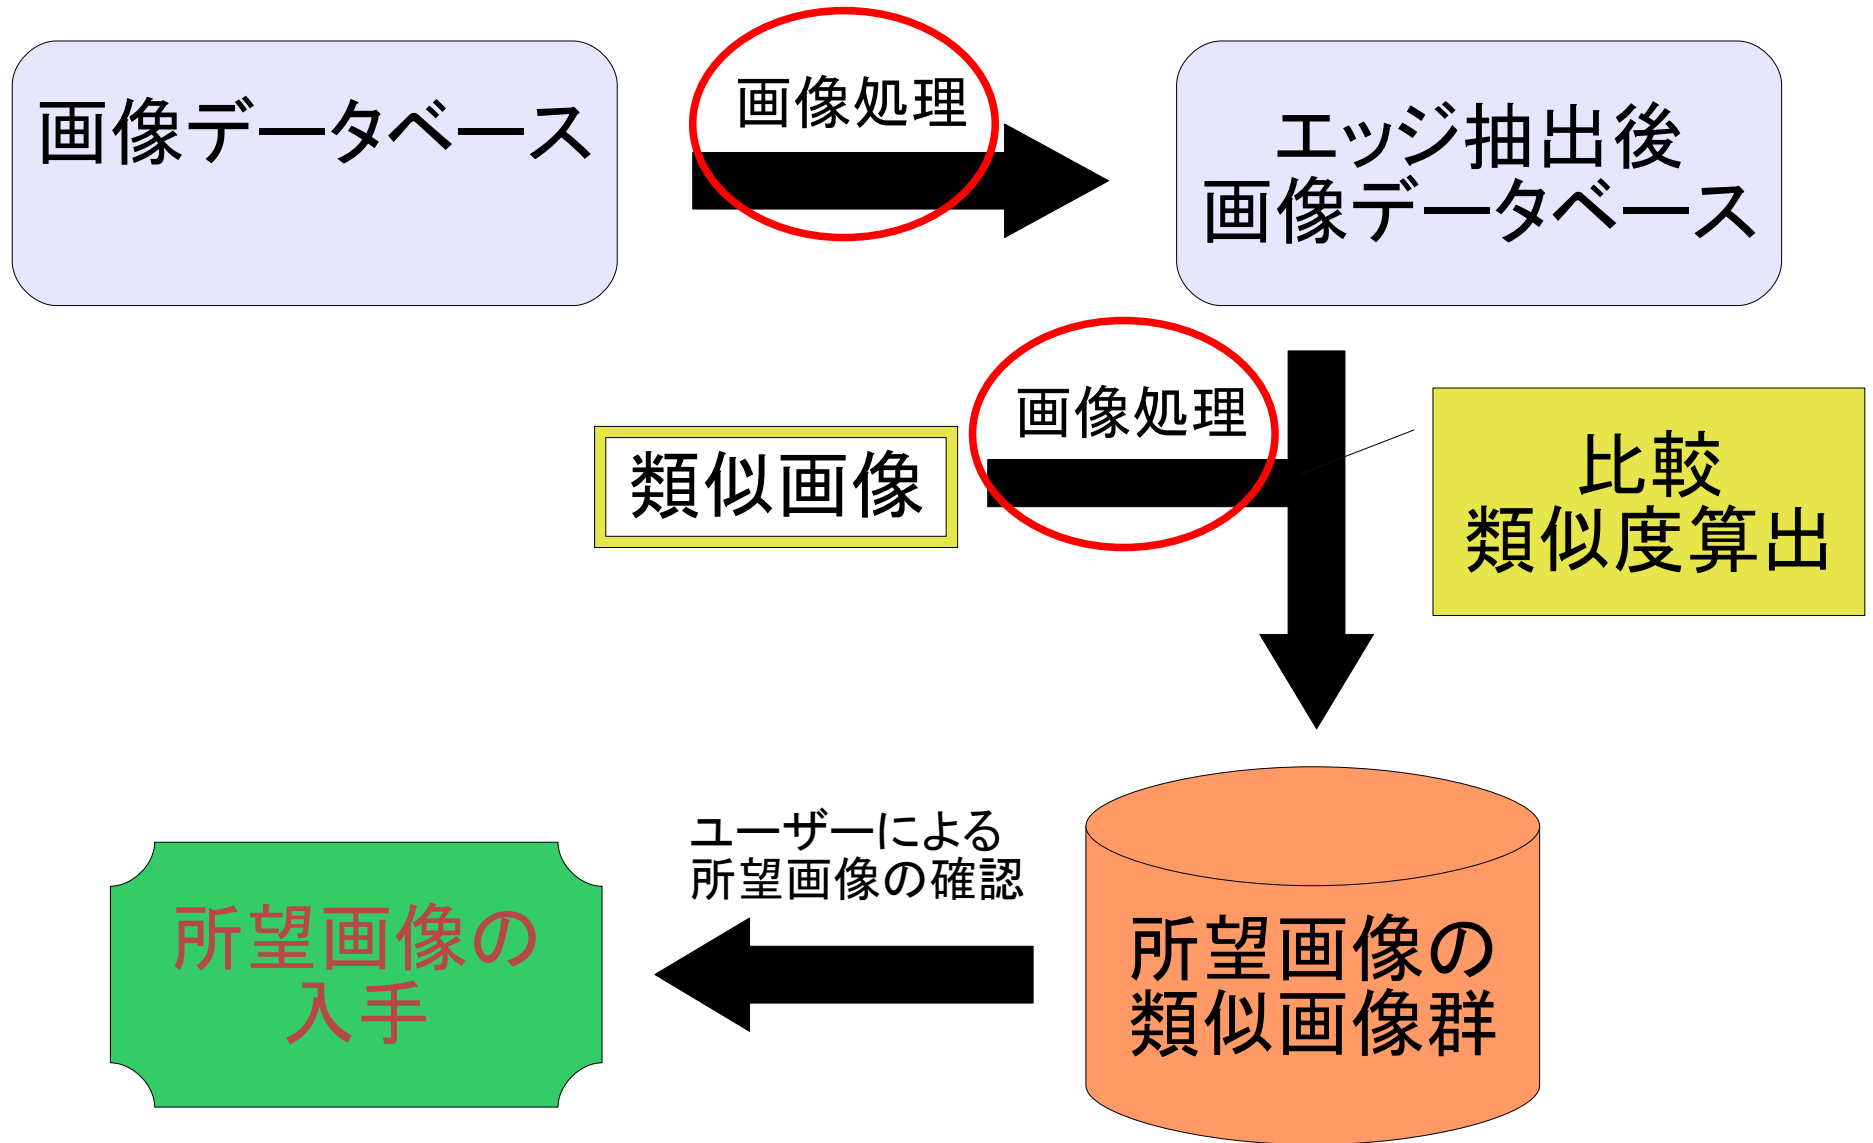 画像データベース
画像処理
エッジ抽出後
画像データベース
画像処理
類似画像
比較
類似度算出
ユーザーによる
所望画像の確認
所望画像の
入手
所望画像の
類似画像群